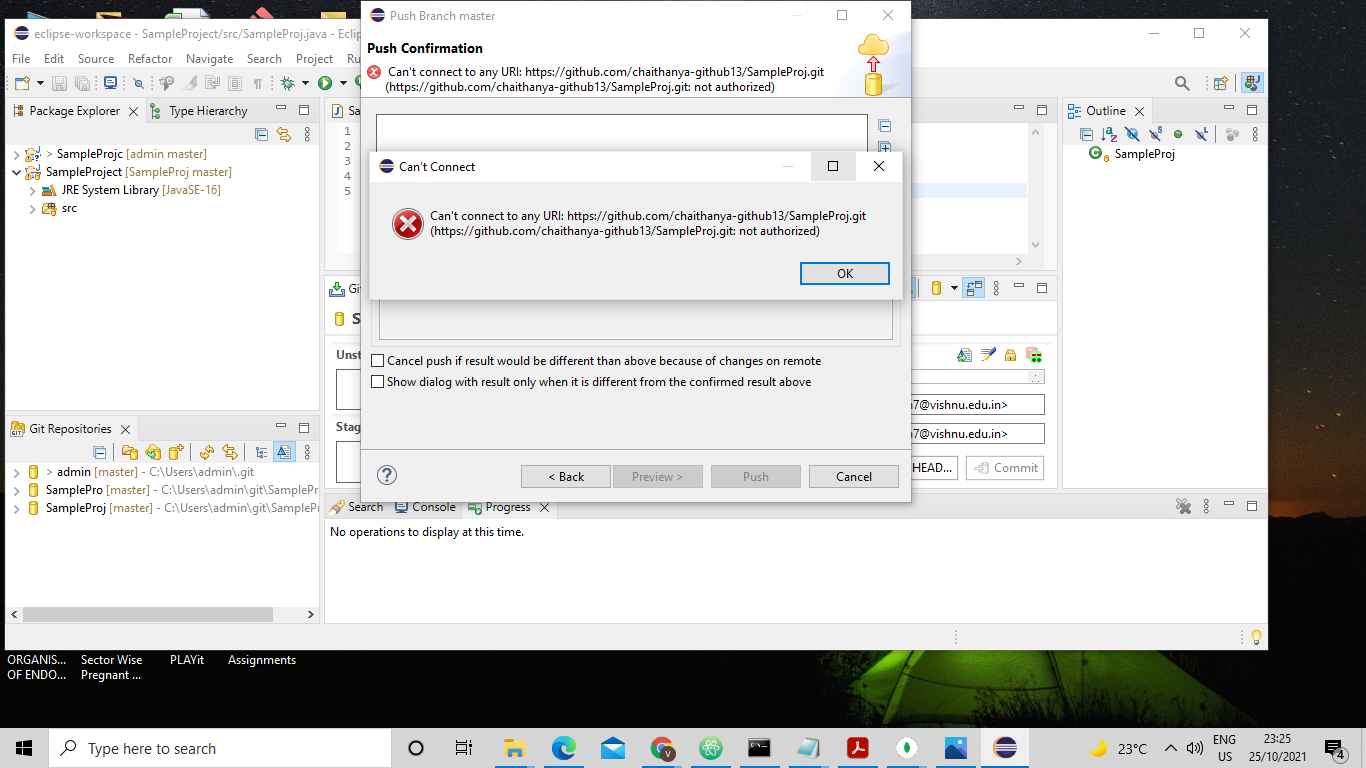 eclipse-workspace - SampleProject/src/SampleProj.java - Eclip
File Edit Source Refactor Navigate Search Project Ru
Package Explorer
Type Hierarchy
> SampleProjc [admin master]
SampleProject [SampleProj master]
JRE System Library [JavaSE-16]
src
Git Repositories
> admin [master] - C:\Users\admin\.git
SamplePro [master] - C:\Users\admin\git\SamplePr
SampleProj [master] - C:\Users\admin\git\SampleP
Sa
1
2
3
4
5
Push Branch master
Push Confirmation
Can't connect to any URI: https://github.com/chaithanya-github13/SampleProj.git
(https://github.com/chaithanya-github13/SampleProj.git: not authorized)
Can't Connect
Can't connect to any URI: https://github.com/chaithanya-github13/SampleProj.git
(https://github.com/chaithanya-github13/SampleProj.git: not authorized)
OK
Cancel push if result would be different than above because of changes on remote
Show dialog with result only when it is different from the confirmed result above
< Back
Preview >
Push
Cancel
Outline
SampleProj
Git
S
Unst
Stag
7@vishnu.edu.in>
7@vishnu.edu.in>
HEAD...
Commit
Search
Console
Progress
No operations to display at this time.
ORGANIS...
OF ENDO...
Sector Wise
Pregnant ...
PLAYit
Assignments
Type here to search
23°C
ENG
US
23:25
25/10/2021
4